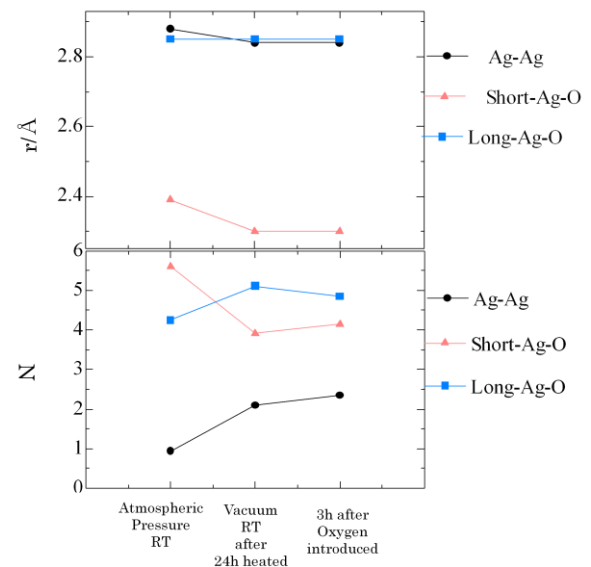 r/Å
2.8
2.6
2.4
Ag-Ag
Short-Ag-O
Long-Ag-O
N
6
5
4
3
2
1
0
Ag-Ag
Short-Ag-O
Long-Ag-O
Atmospheric
Pressure
RT
Vacuum
RT
after
24h heated
3h after
Oxygen
introduced